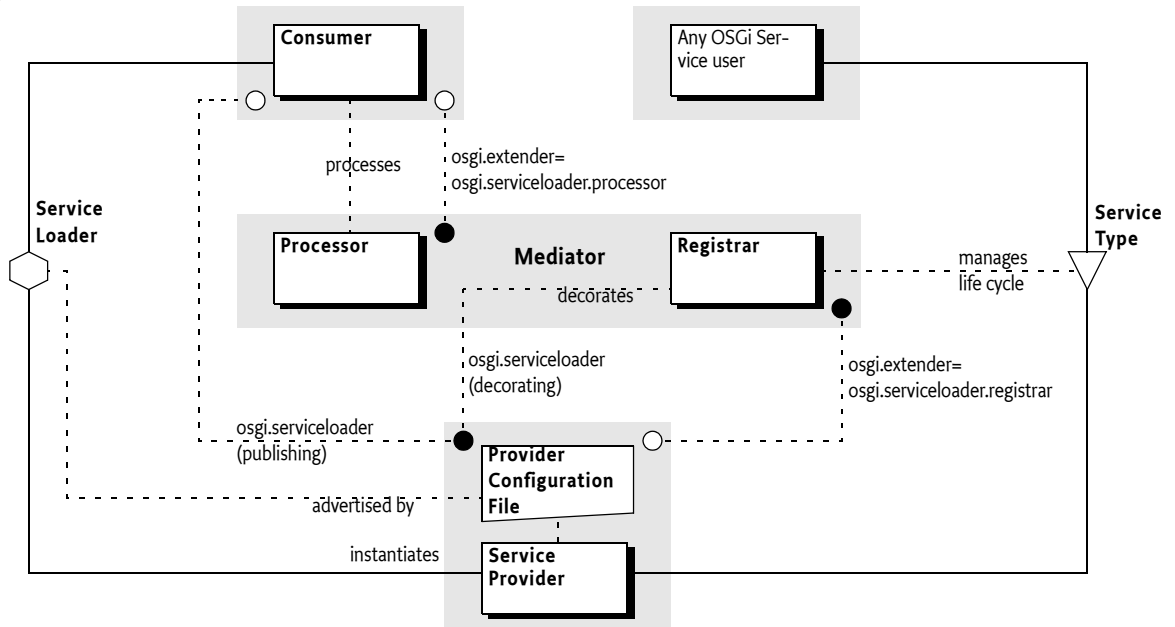 Consumer
Any OSGi Ser-
vice user
processes
osgi.extender=
osgi.serviceloader.processor
Service
Loader
Service
Type
Processor
Mediator
Registrar
manages
life cycle
decorates
osgi.serviceloader
(decorating)
osgi.extender=
osgi.serviceloader.registrar
osgi.serviceloader
(publishing)
Provider
Configuration
File
advertised by
instantiates
Service
Provider